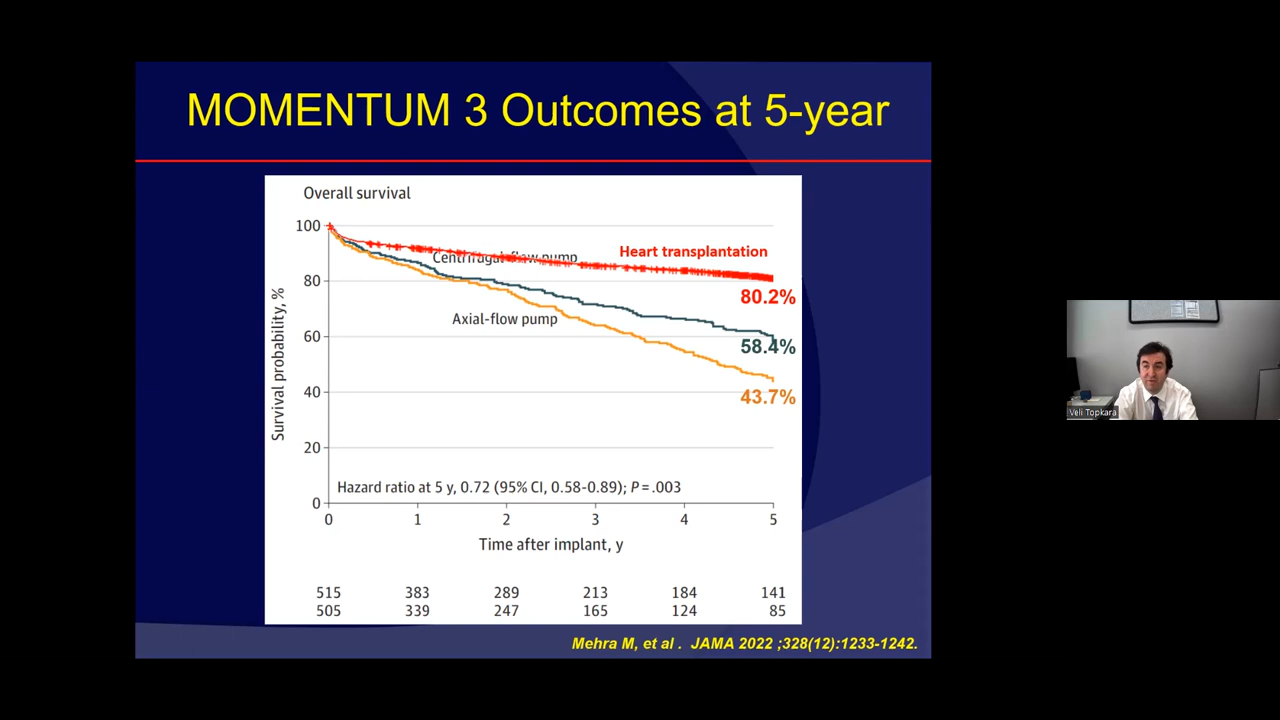 MOMENTUM 3 Outcomes at 5-year
Overall survival
100
80
60
40
20
0
Survival probability, %
Heart transplantation
Centrifugal-flow pump
80.2%
Axial-flow pump
58.4%
43.7%
Hazard ratio at 5 y, 0.72 (95% CI, 0.58-0.89); P = .003
0 1 2 3 4 5
Time after implant, y
515 383 289 213 184 141
505 339 247 165 124 85
Mehra M, et al . JAMA 2022 ;328(12):1233-1242.
Veli Topkara